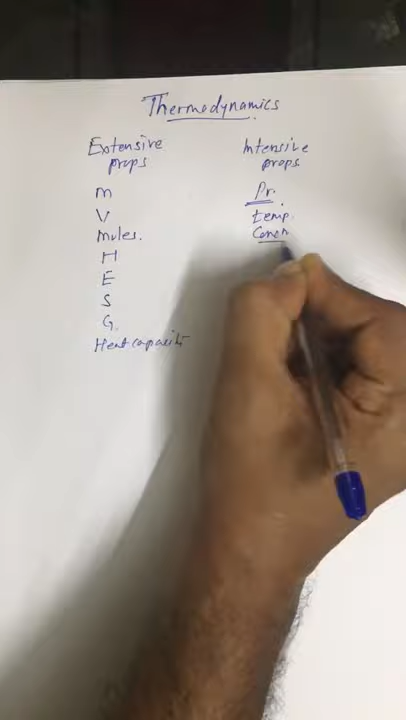 Thermodynamics
Extensive props
Intensive props
m
V
moles.
H
E
S
G.
Heat capacity
Pr.
temp.
Concn